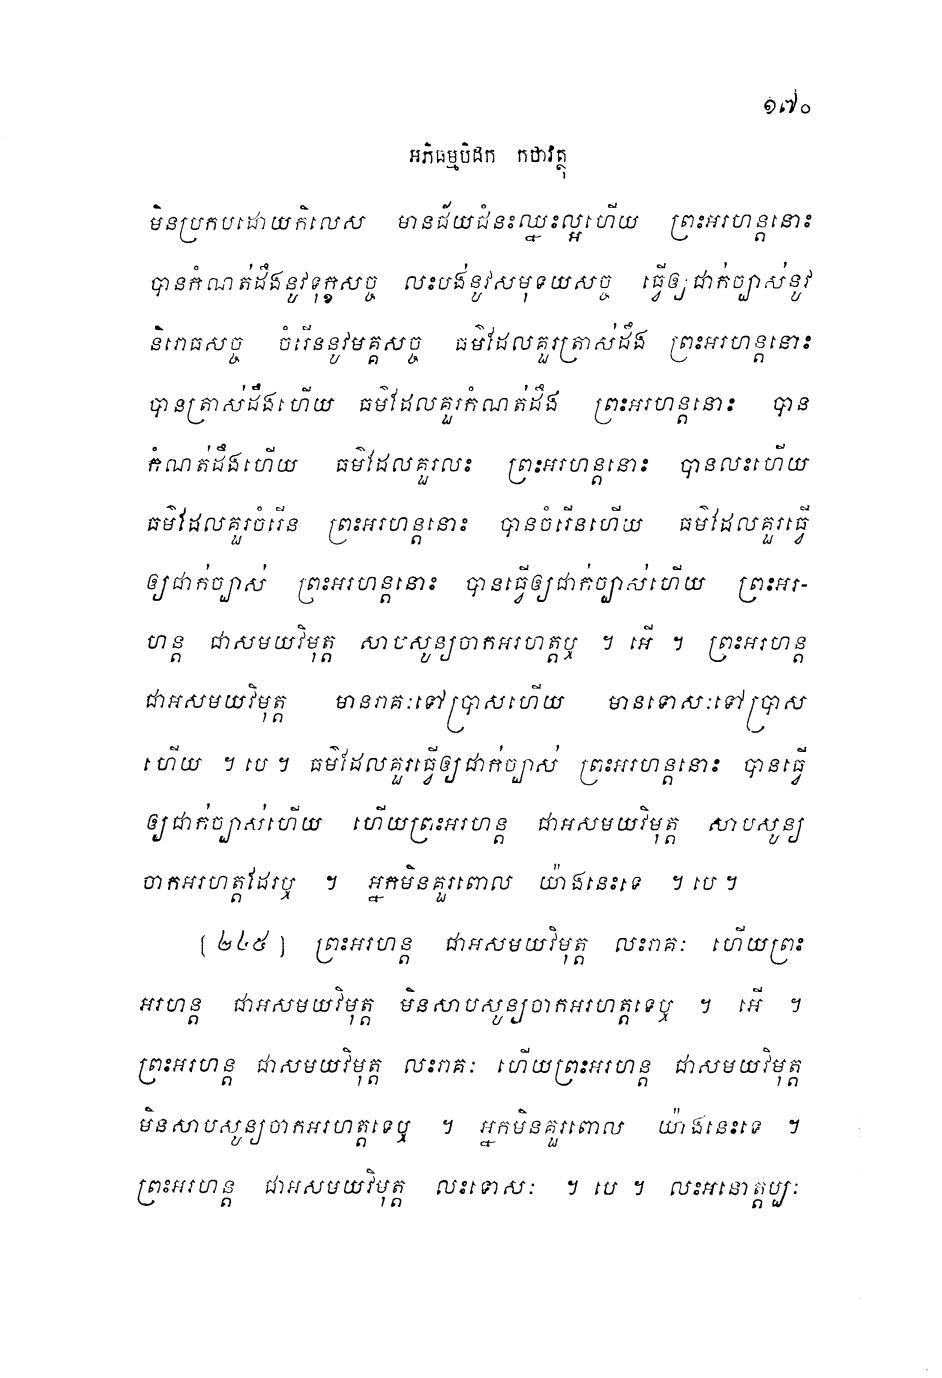 ១៧០
អភិធម្មបិដក កថាវត្ថុ
មិនប្រកបដោយកិលេស មានជ័យជំនះឈ្នះល្អហើយ ព្រះអរហន្តនោះ
បានកំណត់ដឹងនូវទុក្ខសច្ច លះបង់នូវសមុទយសច្ច ធ្វើឲ្យជាក់ច្បាស់នូវ
និរោធសច្ច ចំរើននូវមគ្គសច្ច ធម៌ដែលគួរត្រាស់ដឹង ព្រះអរហន្តនោះ
បានត្រាស់ដឹងហើយ ធម៌ដែលគួរកំណត់ដឹង ព្រះអរហន្តនោះ បាន
កំណត់ដឹងហើយ ធម៌ដែលគួរលះ ព្រះអរហន្តនោះ បានលះហើយ
ធម៌ដែលគួរចំរើន ព្រះអរហន្តនោះ បានចំរើនហើយ ធម៌ដែលគួរធ្វើ
ឲ្យជាក់ច្បាស់ ព្រះអរហន្តនោះ បានធ្វើឲ្យជាក់ច្បាស់ហើយ ព្រះអរ-
ហន្ត ជាសមយវិមុត្ត សាបសូន្យចាកអរហត្តឬ ។ អើ ។ ព្រះអរហន្ត
ជាអសមយវិមុត្ត មានរាគៈទៅប្រាសហើយ មានទោសៈទៅប្រាស
ហើយ ។ បេ ។ ធម៌ដែលគួរធ្វើឲ្យជាក់ច្បាស់ ព្រះអរហន្តនោះ បានធ្វើ
ឲ្យជាក់ច្បាស់ហើយ ហើយព្រះអរហន្ត ជាអសមយវិមុត្ត សាបសូន្យ
ចាកអរហត្តដែរឬ ។ អ្នកមិនគួរពោល យ៉ាងនេះទេ ។ បេ ។
[ ២៤៥ ] ព្រះអរហន្ត ជាអសមយវិមុត្ត លះរាគៈ ហើយព្រះ
អរហន្ត ជាអសមយវិមុត្ត មិនសាបសូន្យចាកអរហត្តទេឬ ។ អើ ។
ព្រះអរហន្ត ជាសមយវិមុត្ត លះរាគៈ ហើយព្រះអរហន្ត ជាសមយវិមុត្ត
មិនសាបសូន្យចាកអរហត្តទេឬ ។ អ្នកមិនគួរពោល យ៉ាងនេះទេ ។
ព្រះអរហន្ត ជាអសមយវិមុត្ត លះទោសៈ ។ បេ ។ លះអនោត្តប្បៈ